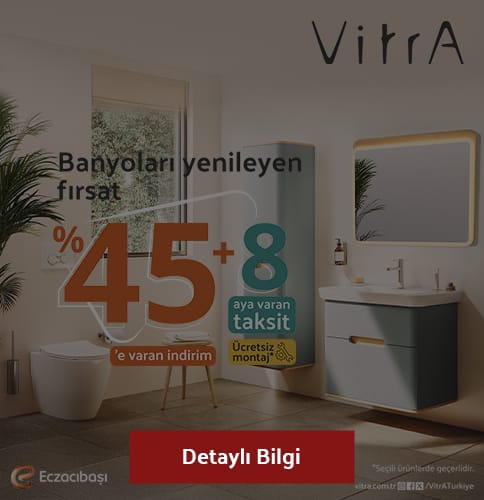 VitrA
Banyoları yenileyen
fırsat
%45+8
'e varan indirim
aya varan
taksit
Ücretsiz
montaj*
Detaylı Bilgi
Eczacıbaşı
*Seçili ürünlerde geçerlidir.
vitra.com.tr /VitrATurkiye